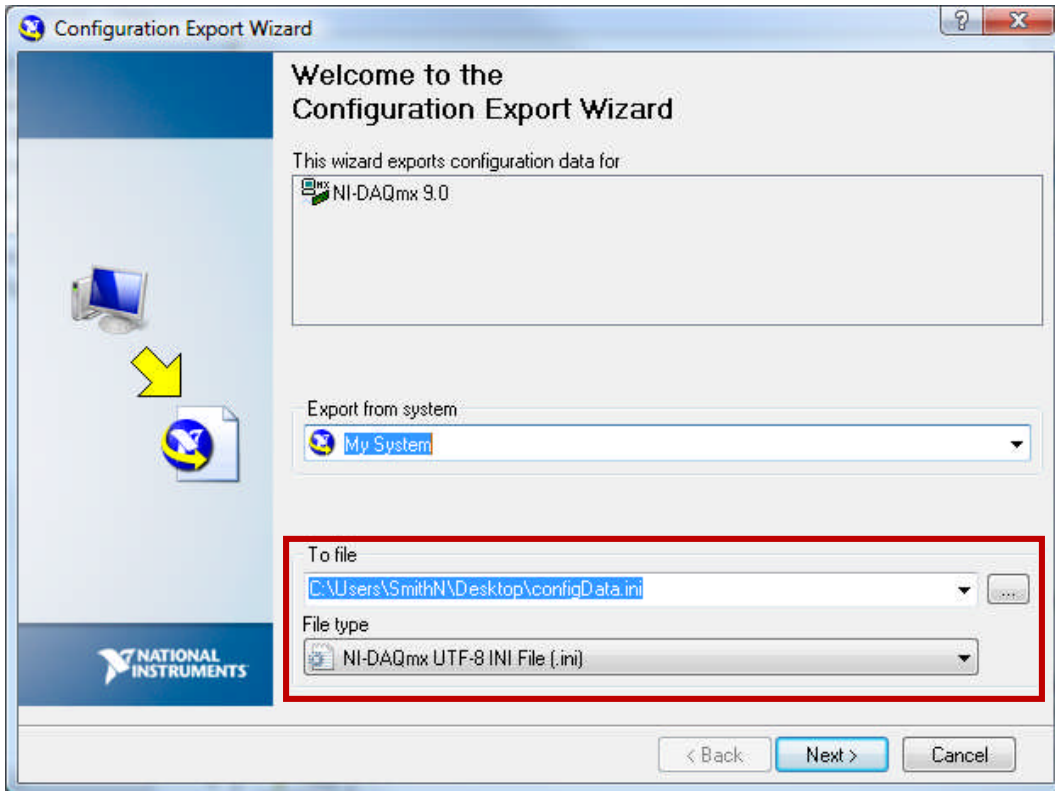 Configuration Export Wizard
Welcome to the
Configuration Export Wizard
This wizard exports configuration data for
NI-DAQmx 9.0
Export from system
My System
To file
C:\Users\SmithN\Desktop\configData.ini
...
File type
NI-DAQmx UTF-8 INI File (.ini)
NATIONAL
INSTRUMENTS
< Back
Next >
Cancel